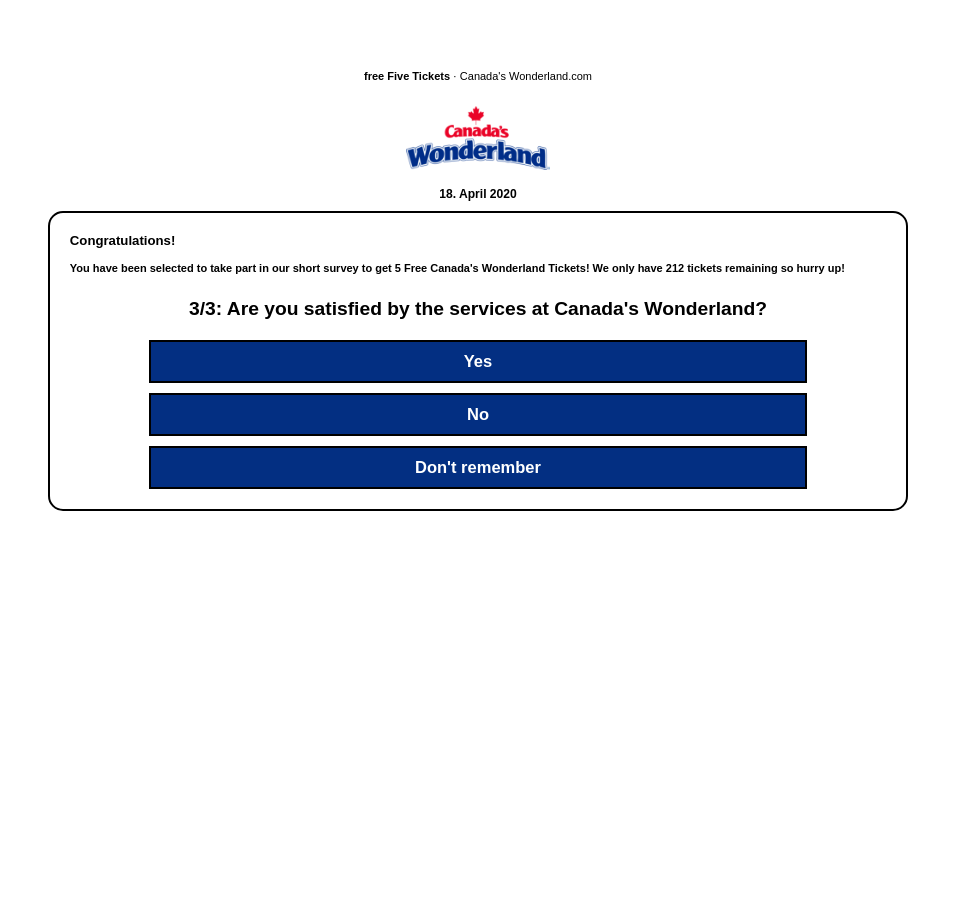 free Five Tickets · Canada's Wonderland.com
Canada's
Wonderland
18. April 2020
Congratulations!
You have been selected to take part in our short survey to get 5 Free Canada's Wonderland Tickets! We only have 212 tickets remaining so hurry up!
3/3: Are you satisfied by the services at Canada's Wonderland?
Yes
No
Don't remember